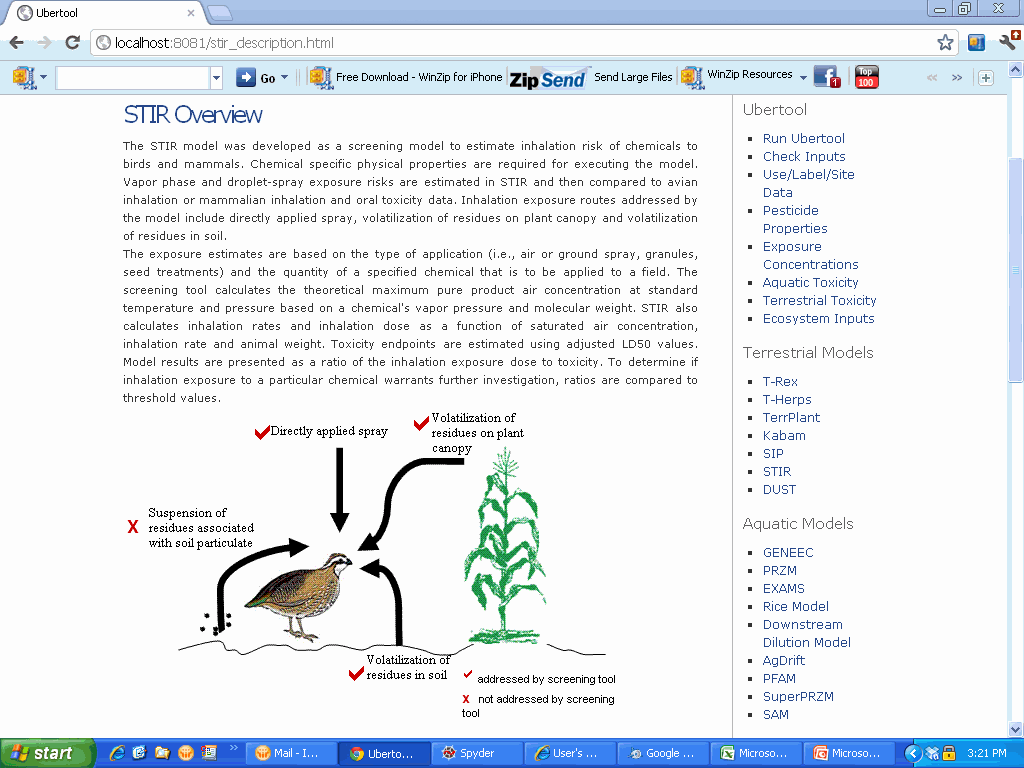 Ubertool
localhost:8081/stir_description.html
Go
Free Download - WinZip for iPhone
ZipSend
Send Large Files
WinZip Resources
1
Top 100
STIR Overview
The STIR model was developed as a screening model to estimate inhalation risk of chemicals to
birds and mammals. Chemical specific physical properties are required for executing the model.
Vapor phase and droplet-spray exposure risks are estimated in STIR and then compared to avian
inhalation or mammalian inhalation and oral toxicity data. Inhalation exposure routes addressed by
the model include directly applied spray, volatilization of residues on plant canopy and volatilization
of residues in soil.
The exposure estimates are based on the type of application (i.e., air or ground spray, granules,
seed treatments) and the quantity of a specified chemical that is to be applied to a field. The
screening tool calculates the theoretical maximum pure product air concentration at standard
temperature and pressure based on a chemical's vapor pressure and molecular weight. STIR also
calculates inhalation rates and inhalation dose as a function of saturated air concentration,
inhalation rate and animal weight. Toxicity endpoints are estimated using adjusted LD50 values.
Model results are presented as a ratio of the inhalation exposure dose to toxicity. To determine if
inhalation exposure to a particular chemical warrants further investigation, ratios are compared to
threshold values.
Directly applied spray
Volatilization of
residues on plant
canopy
X
Suspension of
residues associated
with soil particulate
Volatilization of
residues in soil
addressed by screening tool
X not addressed by screening
tool
Ubertool
Run Ubertool
Check Inputs
Use/Label/Site
Data
Pesticide
Properties
Exposure
Concentrations
Aquatic Toxicity
Terrestrial Toxicity
Ecosystem Inputs
Terrestrial Models
T-Rex
T-Herps
TerrPlant
Kabam
SIP
STIR
DUST
Aquatic Models
GENEEC
PRZM
EXAMS
Rice Model
Downstream
Dilution Model
AgDrift
PFAM
SuperPRZM
SAM
start
Mail - I...
Uberto...
Spyder
User's ...
Google ...
Microso...
Microso...
3:21 PM